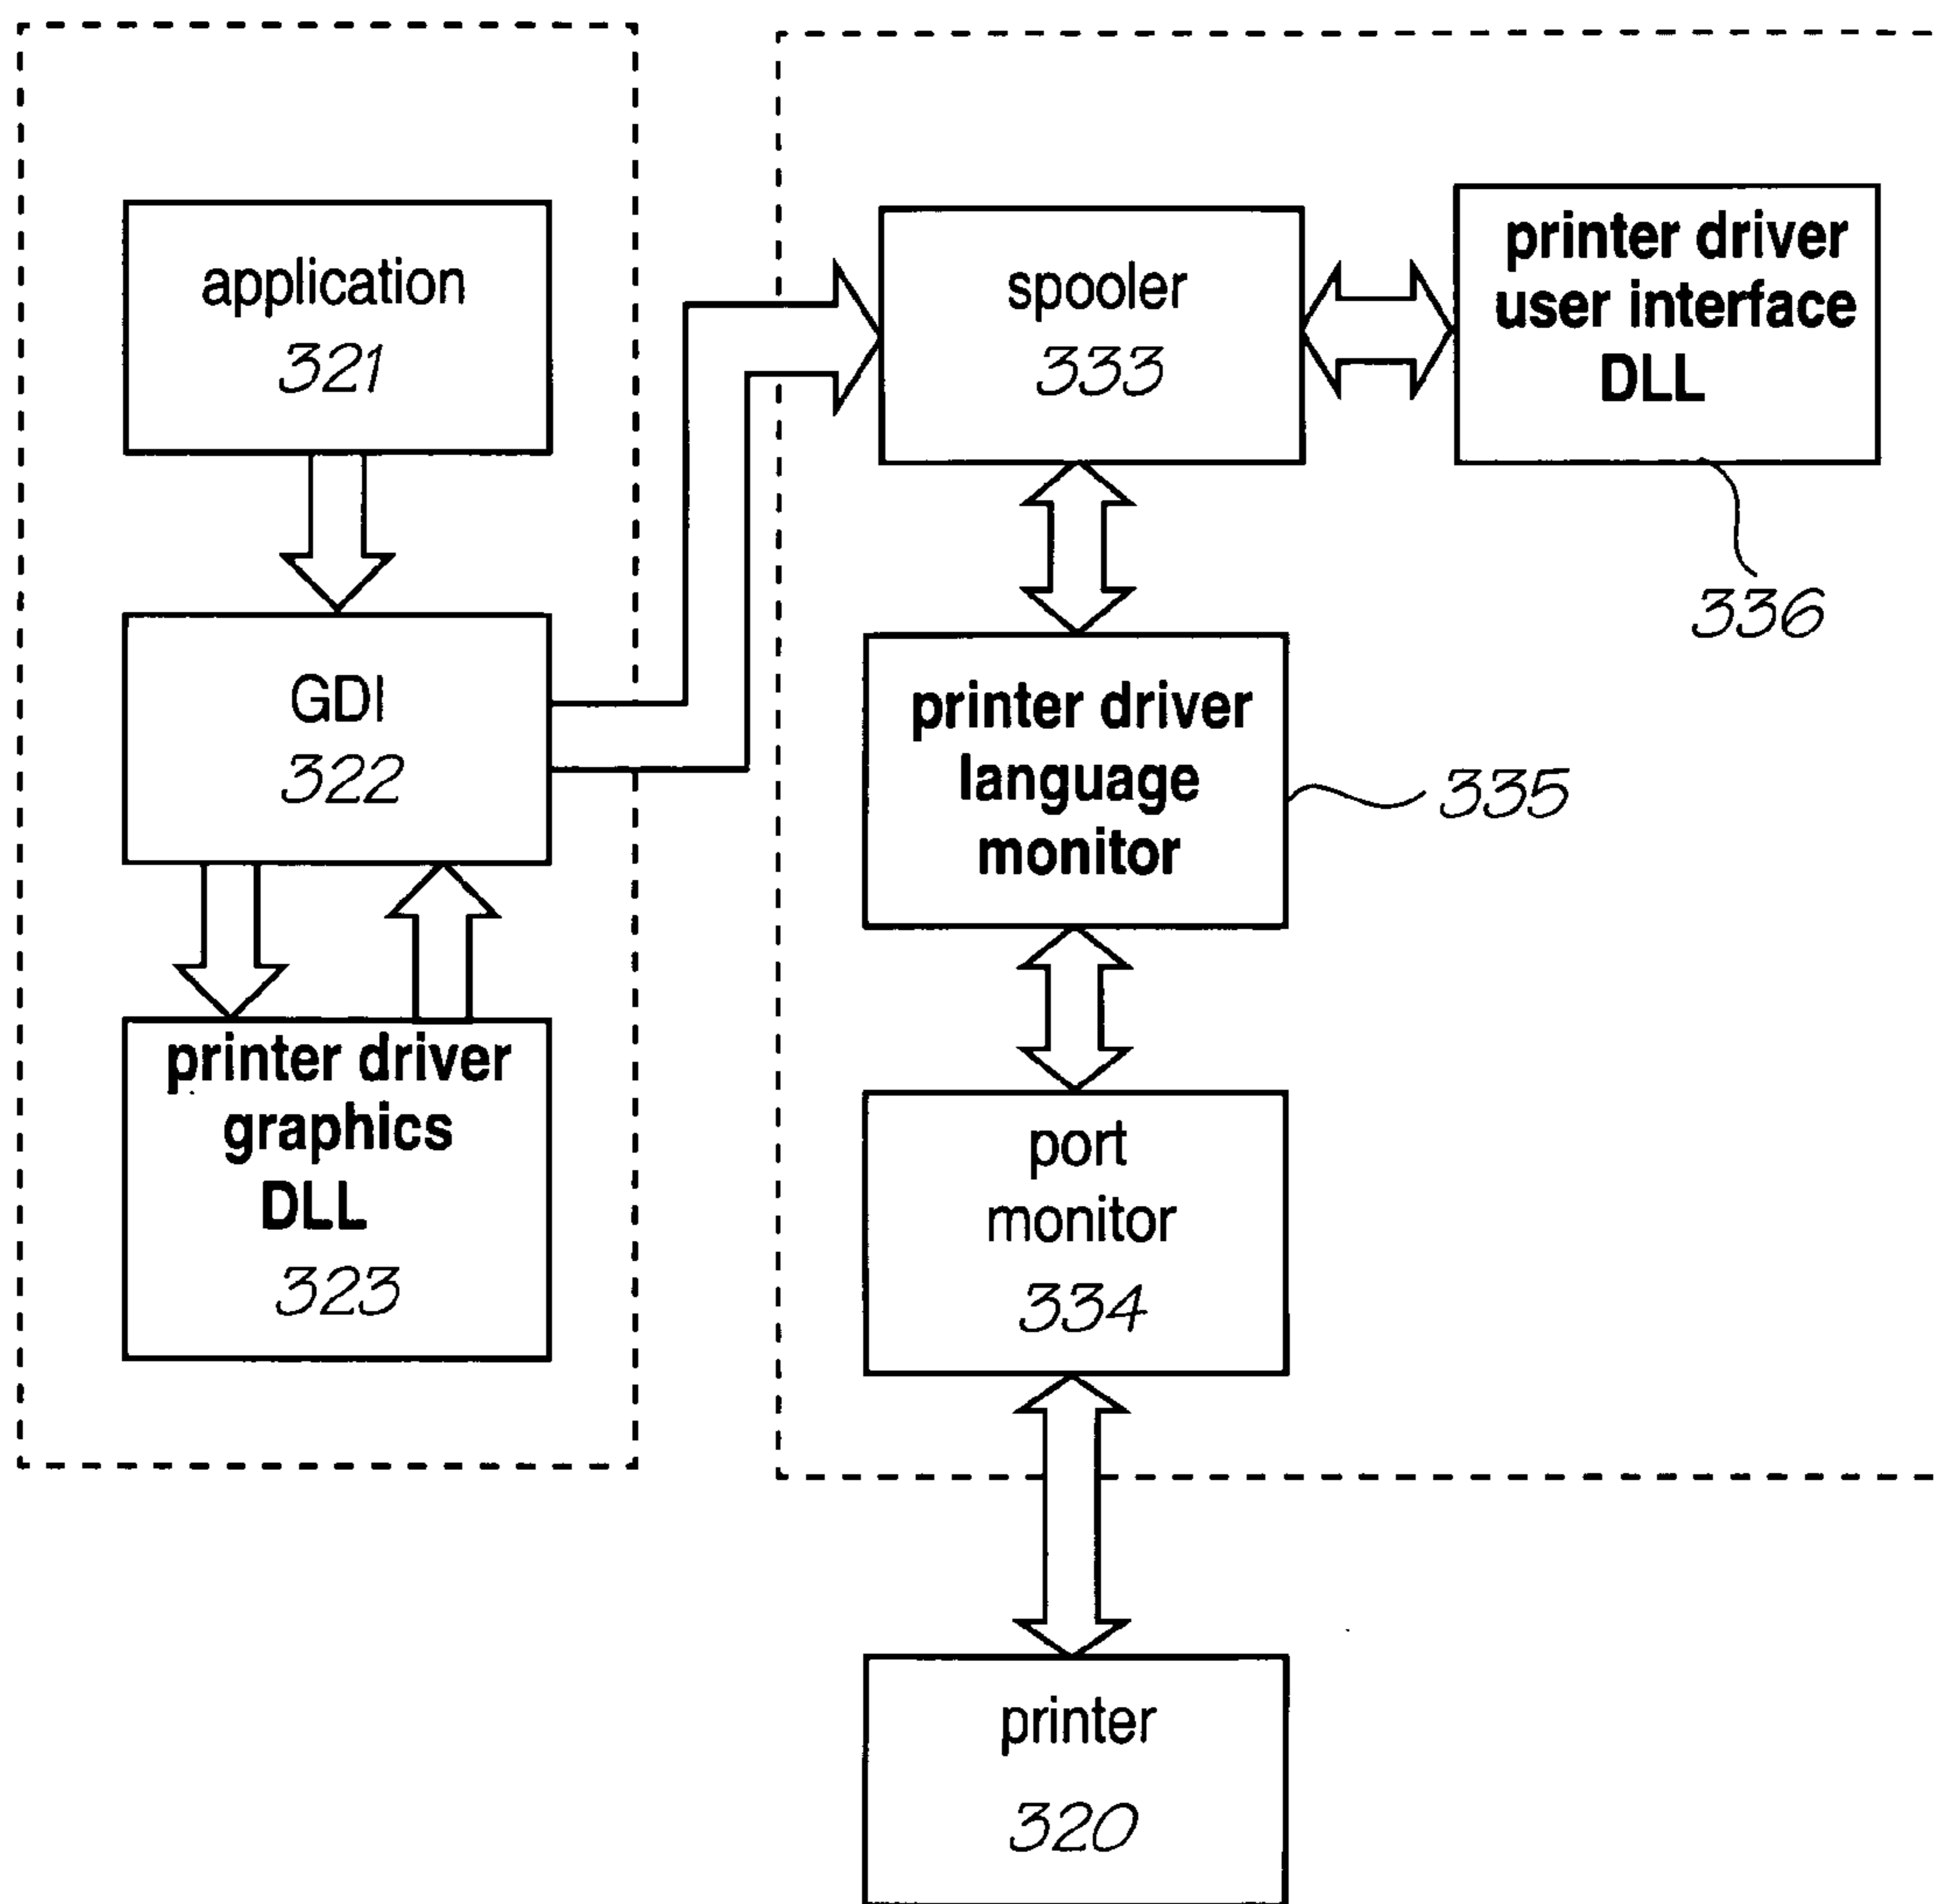 application
321
GDI
322
printer driver
graphics
DLL
323
spooler
333
printer driver
user interface
DLL
336
printer driver
language
monitor
335
port
monitor
334
printer
320